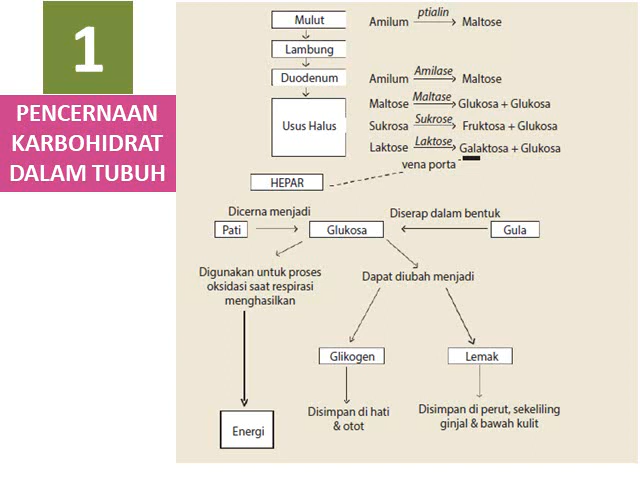 1
PENCERNAAN
KARBOHIDRAT
DALAM TUBUH
Mulut
Amilum ptialin Maltose
Lambung
Duodenum
Amilum Amilase Maltose
Maltose Maltase Glukosa + Glukosa
Usus Halus
Sukrosa Sukrose Fruktosa + Glukosa
Laktose Laktose Galaktosa + Glukosa
vena porta
HEPAR
Dicerna menjadi
Diserap dalam bentuk
Pati
Glukosa
Gula
Digunakan untuk proses
oksidasi saat respirasi
menghasilkan
Dapat diubah menjadi
Glikogen
Lemak
Energi
Disimpan di hati
& otot
Disimpan di perut, sekeliling
ginjal & bawah kulit